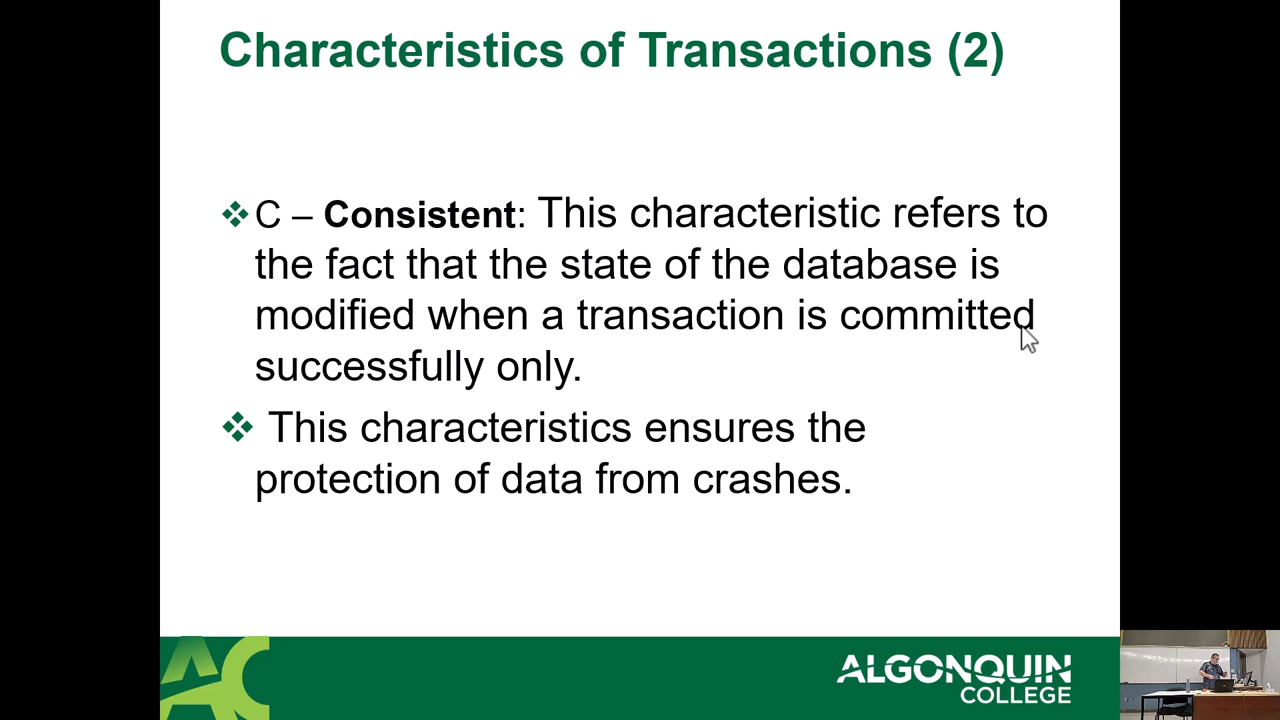 Characteristics of Transactions (2)
❖ C – Consistent: This characteristic refers to
the fact that the state of the database is
modified when a transaction is committed
successfully only.
❖ This characteristics ensures the
protection of data from crashes.
AC
ALGONQUIN
COLLEGE